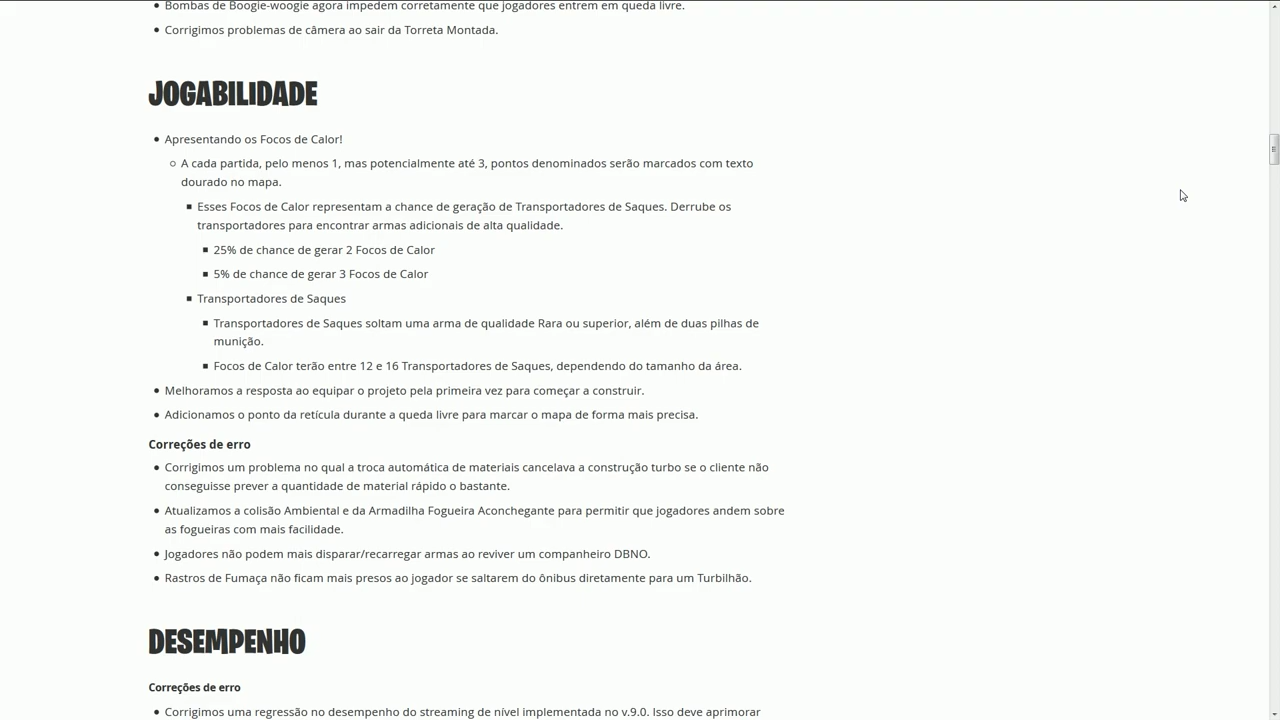 Bombas de Boogie-woogie agora impedem corretamente que jogadores entrem em queda livre.
Corrigimos problemas de câmera ao sair da Torreta Montada.
JOGABILIDADE
Apresentando os Focos de Calor!
A cada partida, pelo menos 1, mas potencialmente até 3, pontos denominados serão marcados com texto
dourado no mapa.
Esses Focos de Calor representam a chance de geração de Transportadores de Saques. Derrube os
transportadores para encontrar armas adicionais de alta qualidade.
25% de chance de gerar 2 Focos de Calor
5% de chance de gerar 3 Focos de Calor
Transportadores de Saques
Transportadores de Saques soltam uma arma de qualidade Rara ou superior, além de duas pilhas de
munição.
Focos de Calor terão entre 12 e 16 Transportadores de Saques, dependendo do tamanho da área.
Melhoramos a resposta ao equipar o projeto pela primeira vez para começar a construir.
Adicionamos o ponto da retícula durante a queda livre para marcar o mapa de forma mais precisa.
Correções de erro
Corrigimos um problema no qual a troca automática de materiais cancelava a construção turbo se o cliente não
conseguisse prever a quantidade de material rápido o bastante.
Atualizamos a colisão Ambiental e da Armadilha Fogueira Aconchegante para permitir que jogadores andem sobre
as fogueiras com mais facilidade.
Jogadores não podem mais disparar/recarregar armas ao reviver um companheiro DBNO.
Rastros de Fumaça não ficam mais presos ao jogador se saltarem do ônibus diretamente para um Turbilhão.
DESEMPENHO
Correções de erro
Corrigimos uma regressão no desempenho do streaming de nível implementada no v.9.0. Isso deve aprimorar